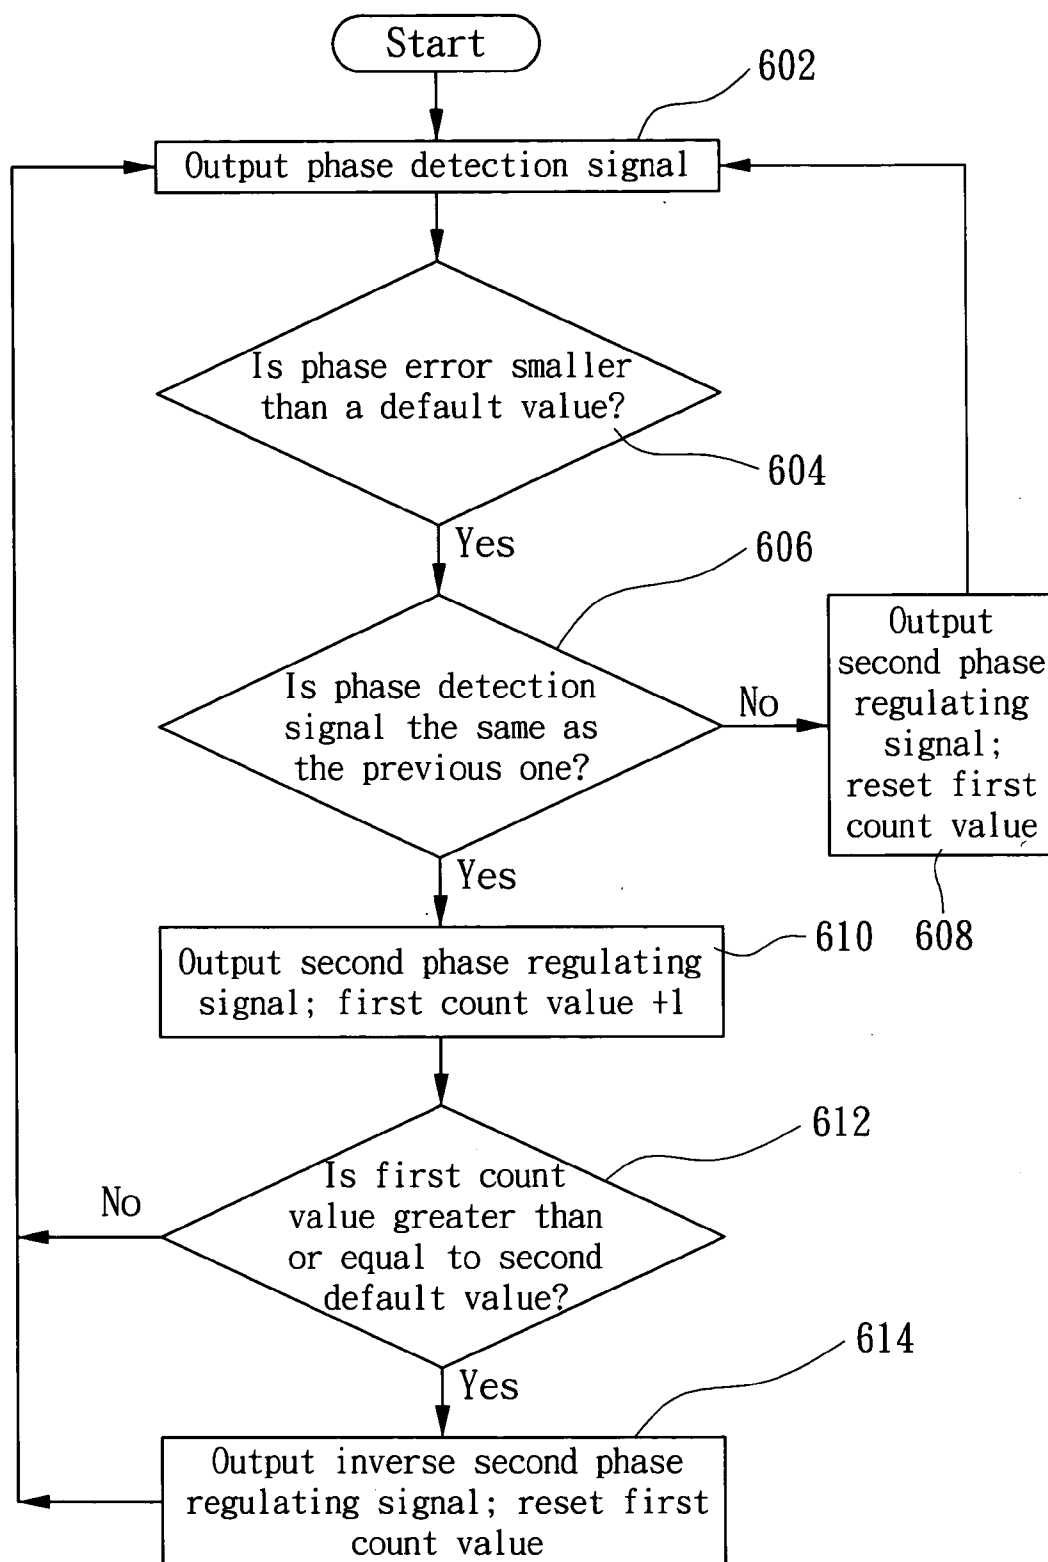 Start
602
Output phase detection signal
Is phase error smaller
than a default value?
604
Yes
606
Is phase detection
signal the same as
the previous one?
No
Output
second phase
regulating
signal;
reset first
count value
608
Yes
610
Output second phase regulating
signal; first count value +1
612
Is first count
value greater than
or equal to second
default value?
No
Yes
614
Output inverse second phase
regulating signal; reset first
count value